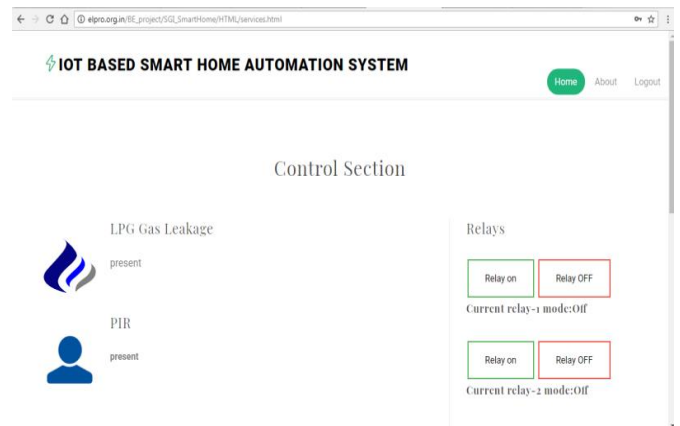 elpro.org.in/BE_project/SGI_SmartHome/HTML/services.html
IOT BASED SMART HOME AUTOMATION SYSTEM
Home About Logout
Control Section
LPG Gas Leakage
present
PIR
present
Relays
Relay on Relay OFF
Current relay-1 mode:Off
Relay on Relay OFF
Current relay-2 mode:Off